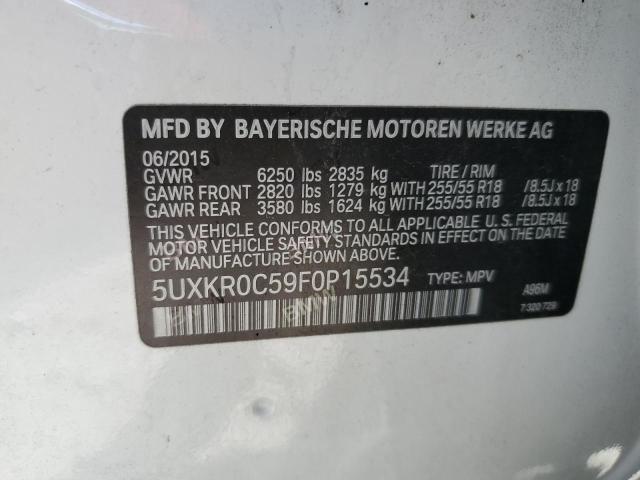 MFD BY BAYERISCHE MOTOREN WERKE AG
06/2015
GVWR 6250 lbs 2835 kg TIRE / RIM
GAWR FRONT 2820 lbs 1279 kg WITH 255/55 R18 /8.5J x 18
GAWR REAR 3580 lbs 1624 kg WITH 255/55 R18 /8.5J x 18
THIS VEHICLE CONFORMS TO ALL APPLICABLE U.S. FEDERAL
MOTOR VEHICLE SAFETY STANDARDS IN EFFECT ON THE DATE
OF MANUFACTURE SHOWN ABOVE.
5UXKR0C59F0P15534 TYPE: MPV A96M
7 320 729
BMW